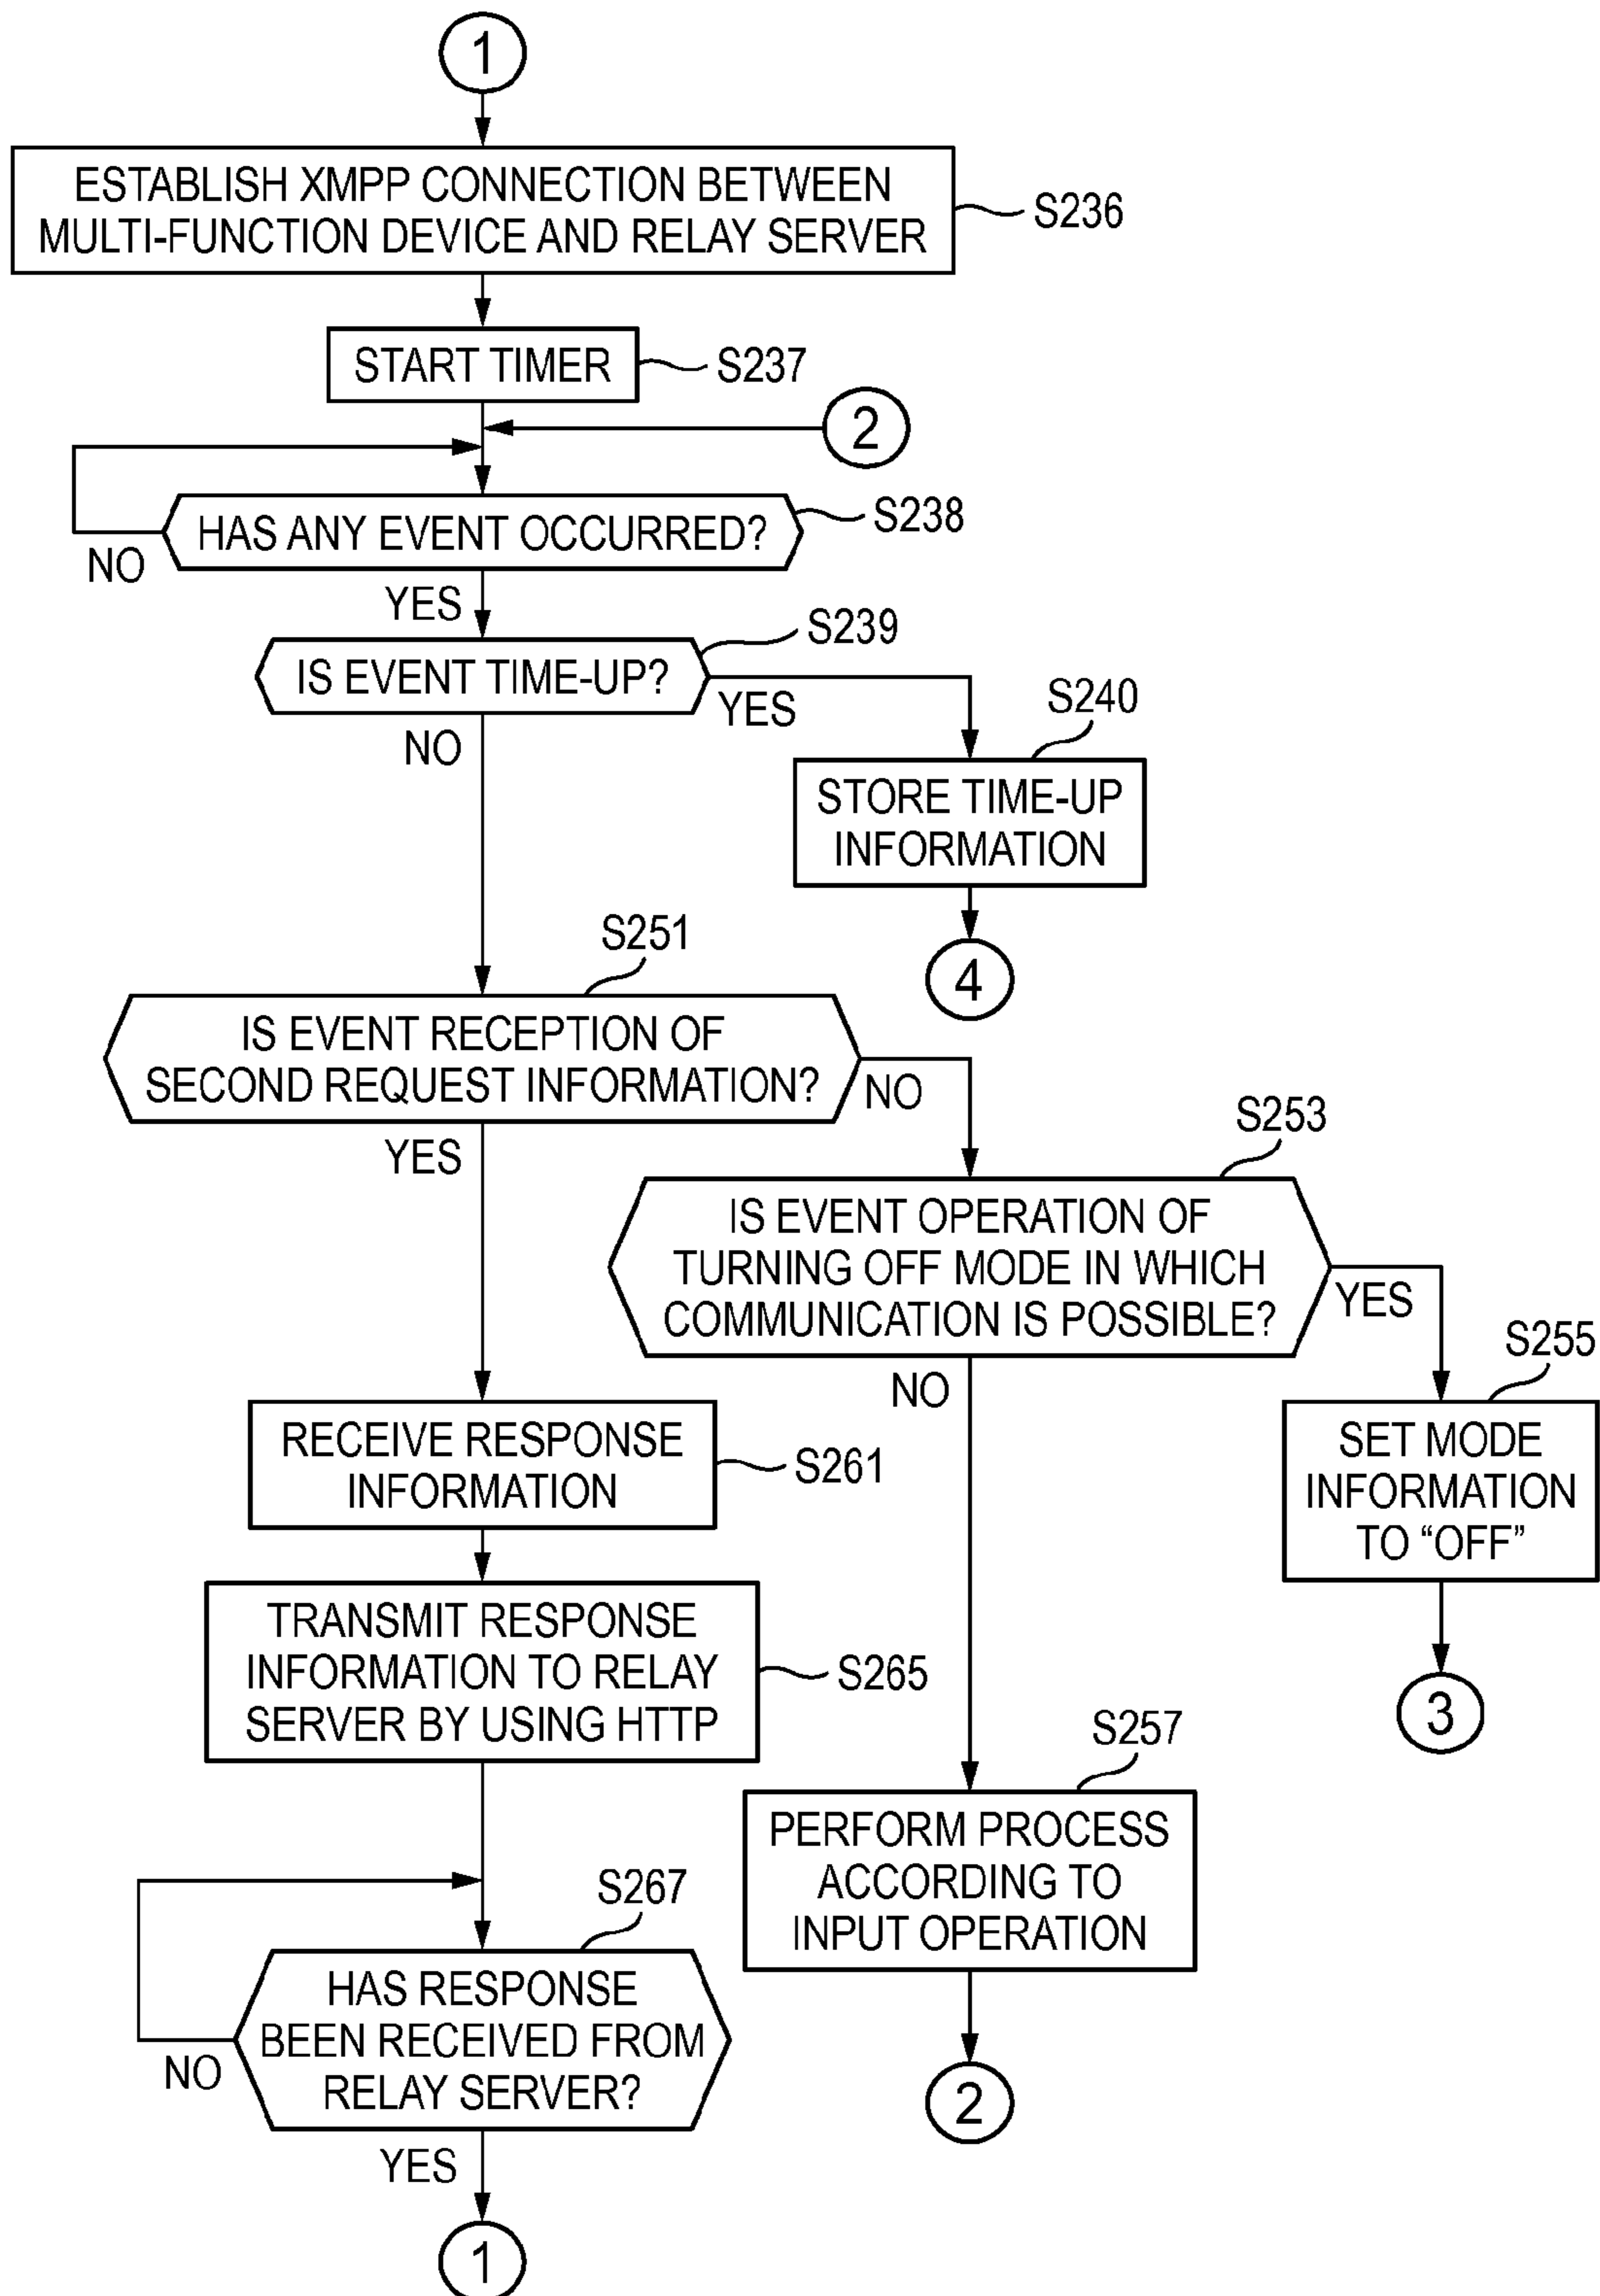 1
ESTABLISH XMPP CONNECTION BETWEEN
MULTI-FUNCTION DEVICE AND RELAY SERVER
S236
START TIMER
S237
2
HAS ANY EVENT OCCURRED?
S238
NO
YES
IS EVENT TIME-UP?
S239
YES
NO
S240
STORE TIME-UP
INFORMATION
4
S251
IS EVENT RECEPTION OF
SECOND REQUEST INFORMATION?
NO
YES
S253
IS EVENT OPERATION OF
TURNING OFF MODE IN WHICH
COMMUNICATION IS POSSIBLE?
YES
NO
S255
SET MODE
INFORMATION
TO “OFF”
3
RECEIVE RESPONSE
INFORMATION
S261
TRANSMIT RESPONSE
INFORMATION TO RELAY
SERVER BY USING HTTP
S265
S257
PERFORM PROCESS
ACCORDING TO
INPUT OPERATION
2
S267
HAS RESPONSE
BEEN RECEIVED FROM
RELAY SERVER?
NO
YES
1